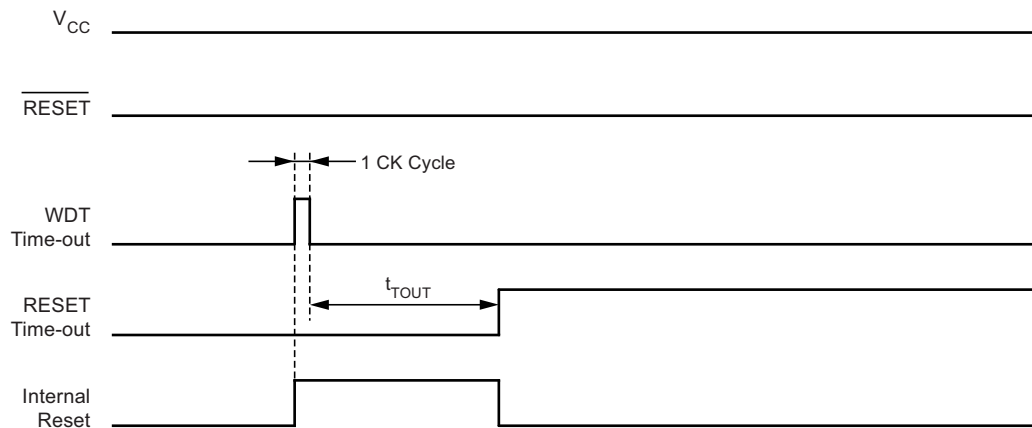 VCC
RESET
1 CK Cycle
WDT
Time-out
tTOUT
RESET
Time-out
Internal
Reset